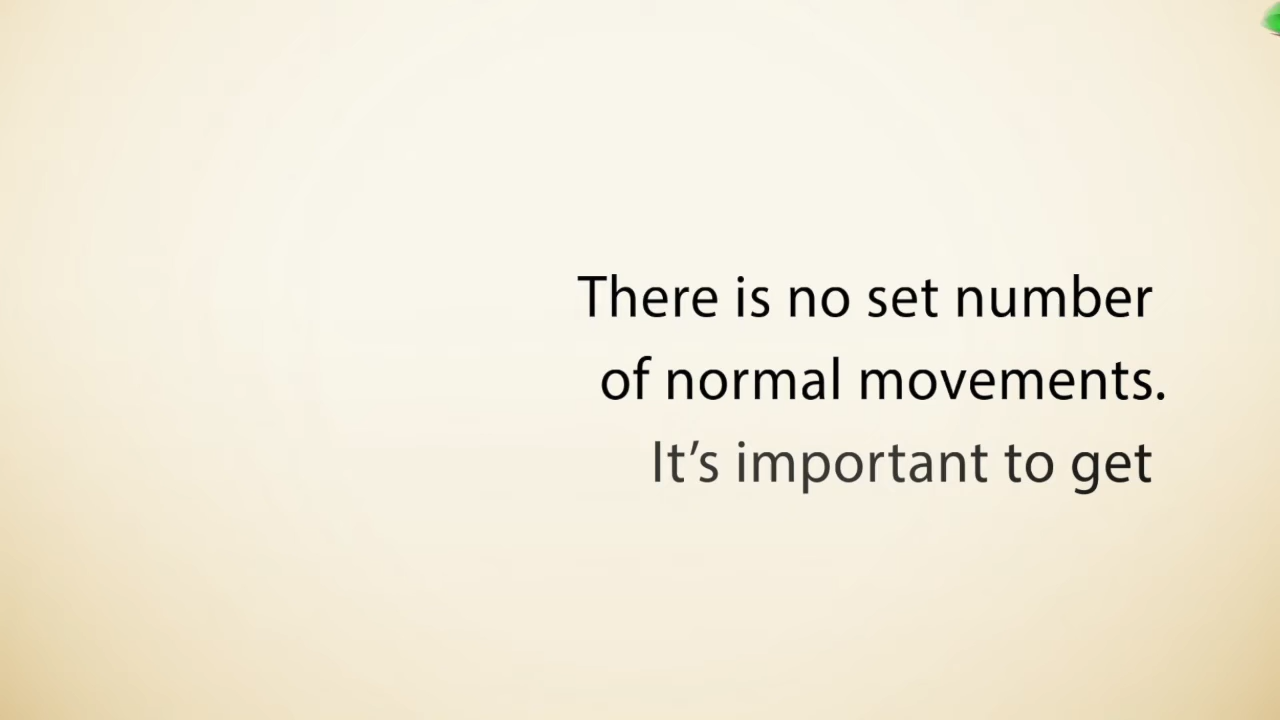 There is no set number
of normal movements.
It’s important to get